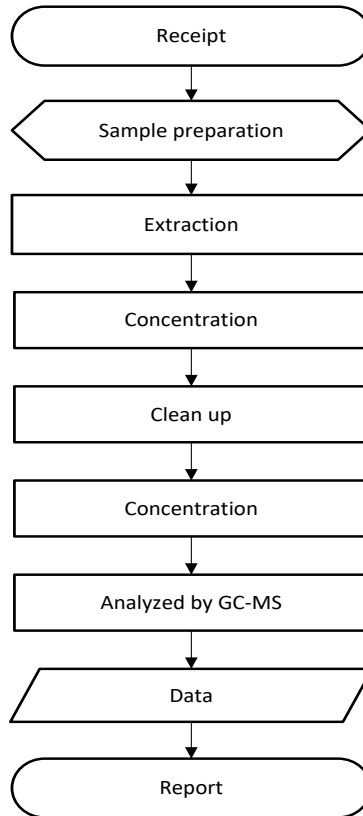 Receipt
Sample preparation
Extraction
Concentration
Clean up
Concentration
Analyzed by GC-MS
Data
Report